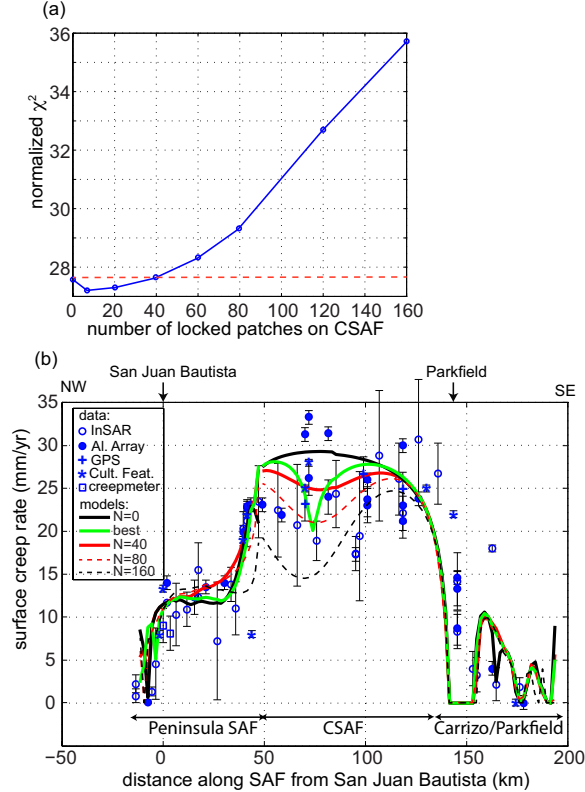 (a)
normalized χ²
36
34
32
30
28
0 20 40 60 80 100 120 140 160
number of locked patches on CSAF
(b)
San Juan Bautista
Parkfield
NW
SE
surface creep rate (mm/yr)
35
30
25
20
15
10
5
0
data:
InSAR
Al. Array
GPS
Cult. Feat.
creepmeter
models:
N=0
best
N=40
N=80
N=160
Peninsula SAF
CSAF
Carrizo/Parkfield
−50 0 50 100 150 200
distance along SAF from San Juan Bautista (km)